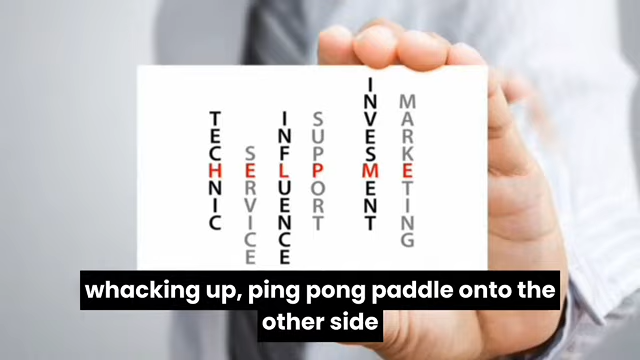 TECHNIC
SERVICE
INFLUENCE
SUPPORT
INVESMENT
MARKETING
whacking up, ping pong paddle onto the
other side